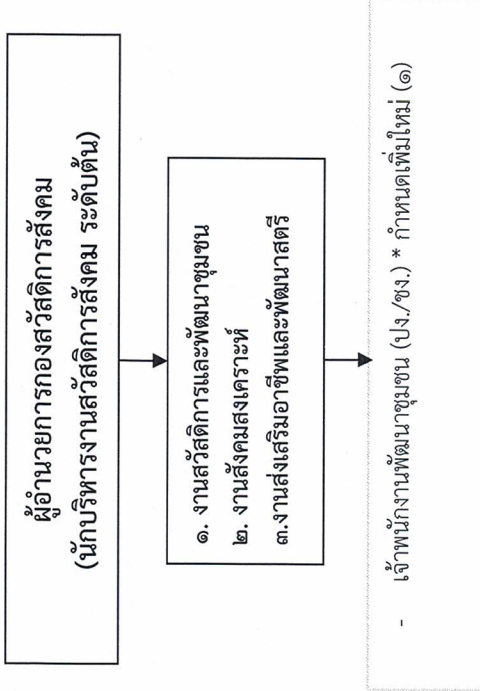 ผู้อำนวยการกองสวัสดิการสังคม
(นักบริหารงานสวัสดิการสังคม ระดับต้น)
๑. งานสวัสดิการและพัฒนาชุมชน
๒. งานสังคมสงเคราะห์
๓.งานส่งเสริมอาชีพและพัฒนาสตรี
- เจ้าพนักงานพัฒนาชุมชน (ปง./ชง.) * กำหนดเพิ่มใหม่ (๑)